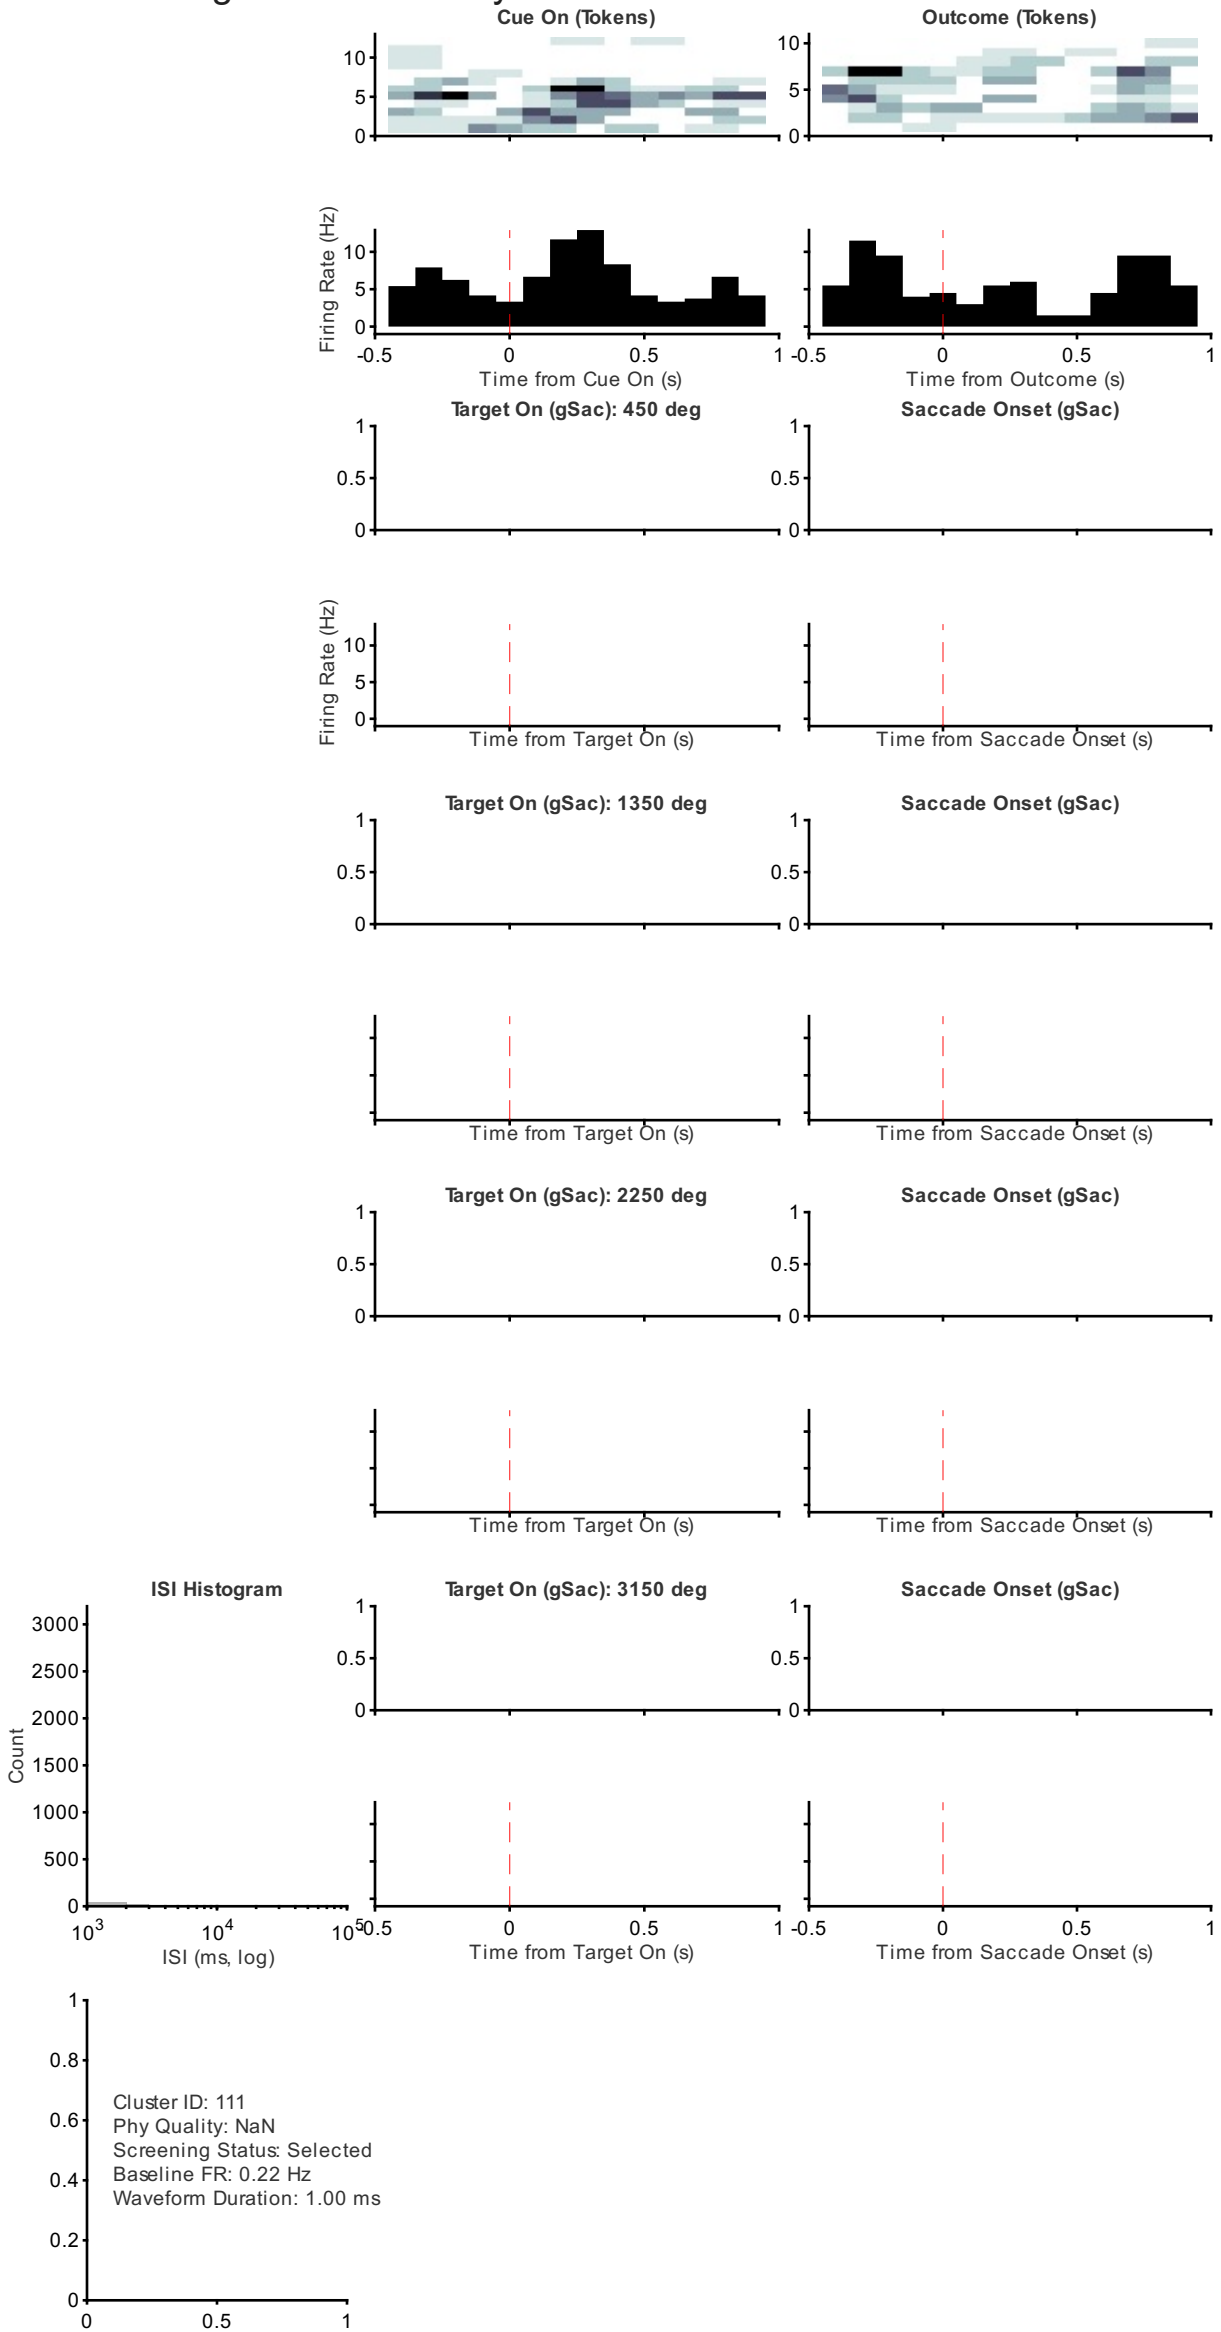 Cue On (Tokens)
Outcome (Tokens)
10
5
0
10
5
0
Firing Rate (Hz)
10
5
0
-0.5 0 0.5 1
-0.5 0 0.5 1
Time from Cue On (s)
Time from Outcome (s)
Target On (gSac): 450 deg
Saccade Onset (gSac)
1
0.5
0
1
0.5
0
Firing Rate (Hz)
10
5
0
Time from Target On (s)
Time from Saccade Onset (s)
Target On (gSac): 1350 deg
Saccade Onset (gSac)
1
0.5
0
1
0.5
0
Time from Target On (s)
Time from Saccade Onset (s)
Target On (gSac): 2250 deg
Saccade Onset (gSac)
1
0.5
0
1
0.5
0
Time from Target On (s)
Time from Saccade Onset (s)
ISI Histogram
Target On (gSac): 3150 deg
Saccade Onset (gSac)
Count
3000
2500
2000
1500
1000
500
0
10^3 10^4 10^5
ISI (ms, log)
1
0.5
0
1
0.5
0
-0.5 0 0.5 1
-0.5 0 0.5 1
Time from Target On (s)
Time from Saccade Onset (s)
1
0.8
0.6
0.4
0.2
0
0 0.5 1
Cluster ID: 111
Phy Quality: NaN
Screening Status: Selected
Baseline FR: 0.22 Hz
Waveform Duration: 1.00 ms